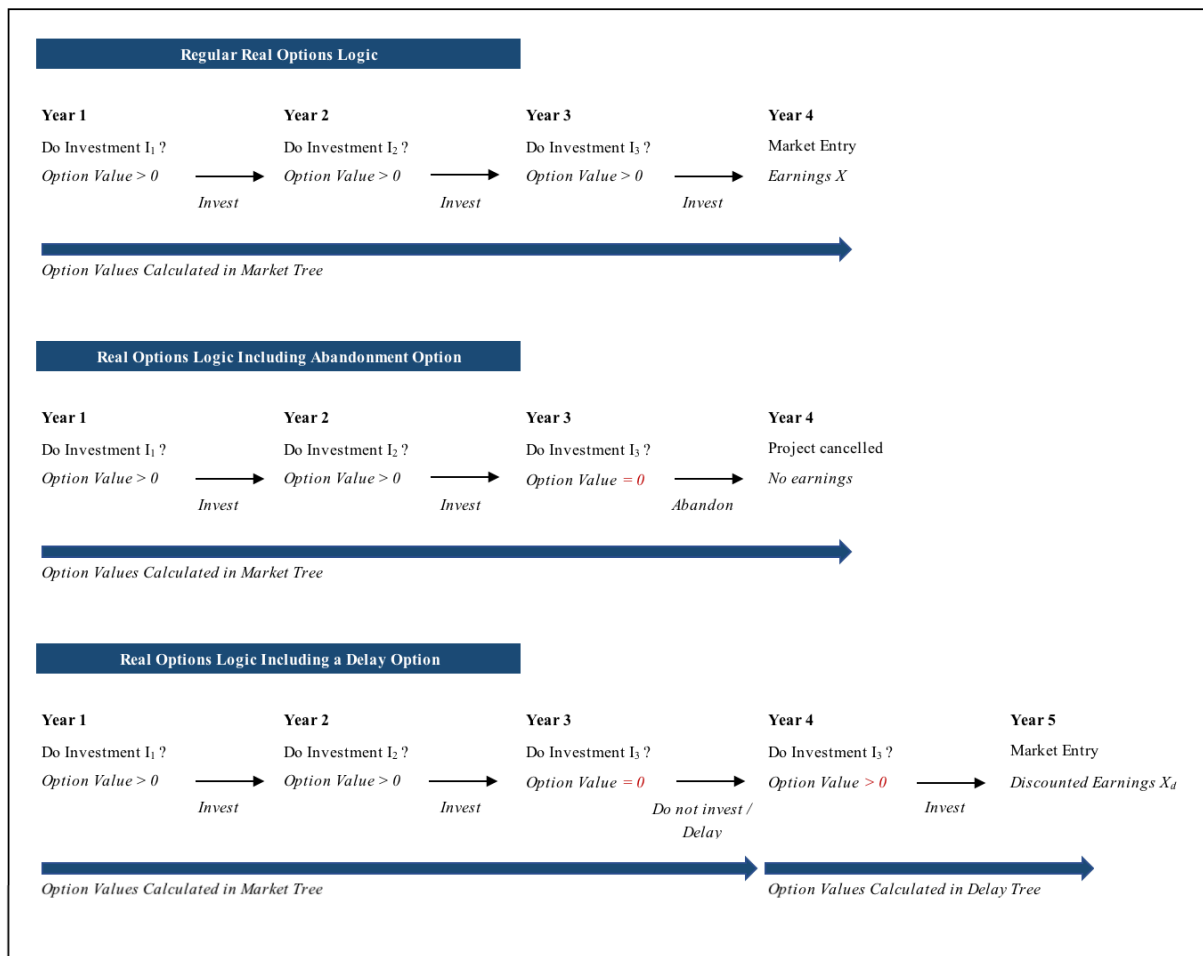 Regular Real Options Logic
Year 1 Year 2 Year 3 Year 4
Do Investment I₁ ? Do Investment I₂ ? Do Investment I₃ ? Market Entry
Option Value > 0 Option Value > 0 Option Value > 0 Earnings X
Invest Invest Invest
Option Values Calculated in Market Tree
Real Options Logic Including Abandonment Option
Year 1 Year 2 Year 3 Year 4
Do Investment I₁ ? Do Investment I₂ ? Do Investment I₃ ? Project cancelled
Option Value > 0 Option Value > 0 Option Value = 0 No earnings
Invest Invest Abandon
Option Values Calculated in Market Tree
Real Options Logic Including a Delay Option
Year 1 Year 2 Year 3 Year 4 Year 5
Do Investment I₁ ? Do Investment I₂ ? Do Investment I₃ ? Do Investment I₃ ? Market Entry
Option Value > 0 Option Value > 0 Option Value = 0 Option Value > 0 Discounted Earnings X_d
Invest Invest Do not invest / Invest
Delay
Option Values Calculated in Market Tree Option Values Calculated in Delay Tree